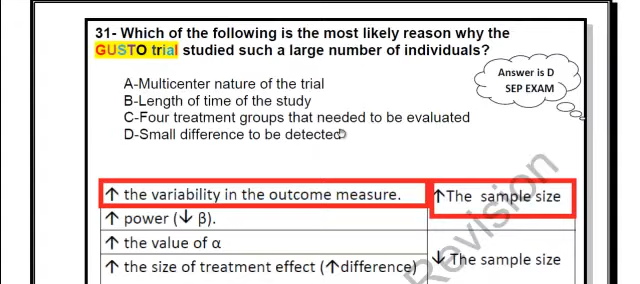 31- Which of the following is the most likely reason why the
GUSTO trial studied such a large number of individuals?
Answer is D
SEP EXAM
A-Multicenter nature of the trial
B-Length of time of the study
C-Four treatment groups that needed to be evaluated
D-Small difference to be detected
↑ the variability in the outcome measure.
↑The sample size
↑ power (↓ β).
↑ the value of α
↑ the size of treatment effect (↑difference)
↓ The sample size
Revision